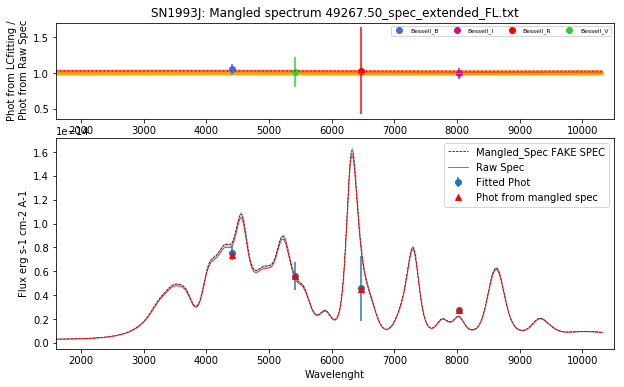 SN1993J: Mangled spectrum 49267.50_spec_extended_FL.txt
Phot from LCfitting /
Phot from Raw Spec
1.5
1.0
0.5
Bessell_B
Bessell_I
Bessell_R
Bessell_V
2000 3000 4000 5000 6000 7000 8000 9000 10000
1e-14
Flux erg s-1 cm-2 A-1
1.6
1.4
1.2
1.0
0.8
0.6
0.4
0.2
0.0
Mangled_Spec FAKE SPEC
Raw Spec
Fitted Phot
Phot from mangled spec
2000 3000 4000 5000 6000 7000 8000 9000 10000
Wavelenght